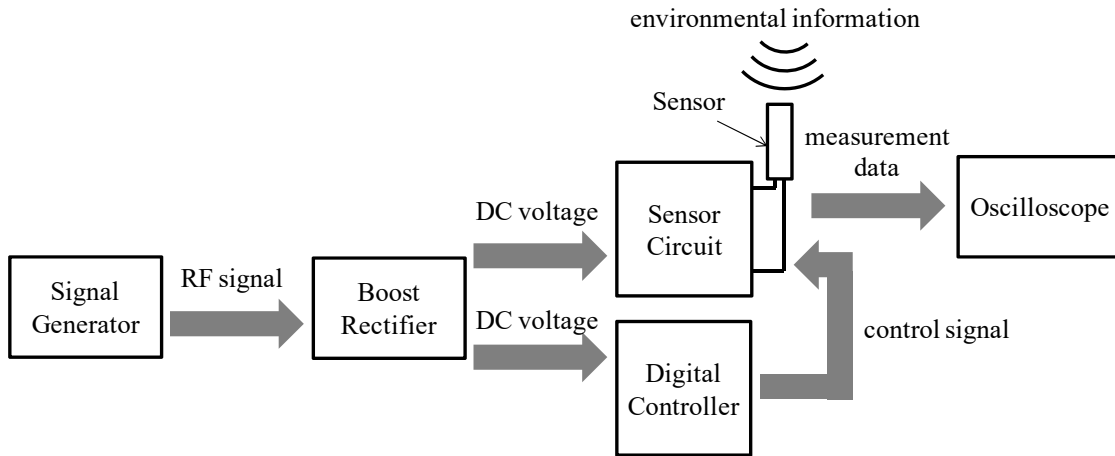 environmental information
Sensor
measurement
data
DC voltage
Sensor
Circuit
Oscilloscope
Signal
Generator
RF signal
Boost
Rectifier
DC voltage
control signal
Digital
Controller